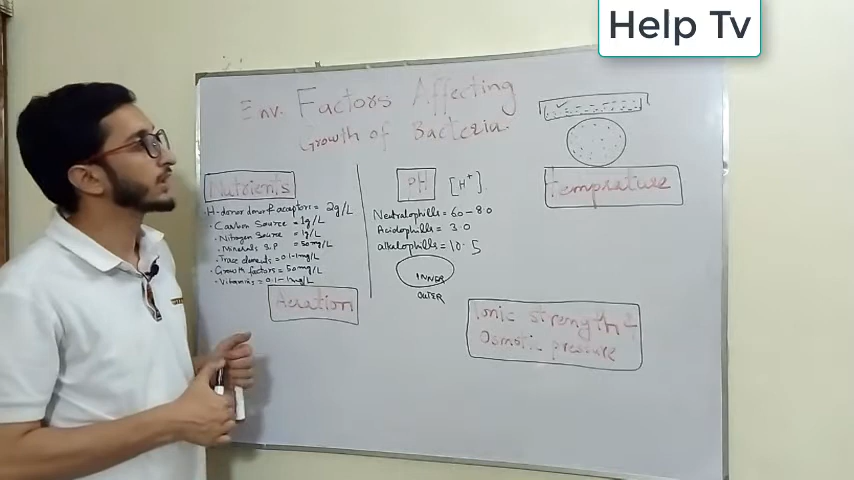 Help Tv
Env. Factors Affecting
Growth of Bacteria.
Nutrients
· H-donor donor & acceptors = 2g/L
· Carbon Source = 1g/L
· Nitrogen Source = 1g/L
· Minerals S,P = 50mg/L
· Trace elements = 0.1-1mg/L
· Growth factors = 50mg/L
· Vitamins = 0.1-1mg/L
Aeration
PH [H⁺].
Neutralophills = 6.0-8.0
Acidophills = 3.0
alkalophills = 10.5
INNER
OUTER
Temprature
Ionic strength &
Osmotic pressure